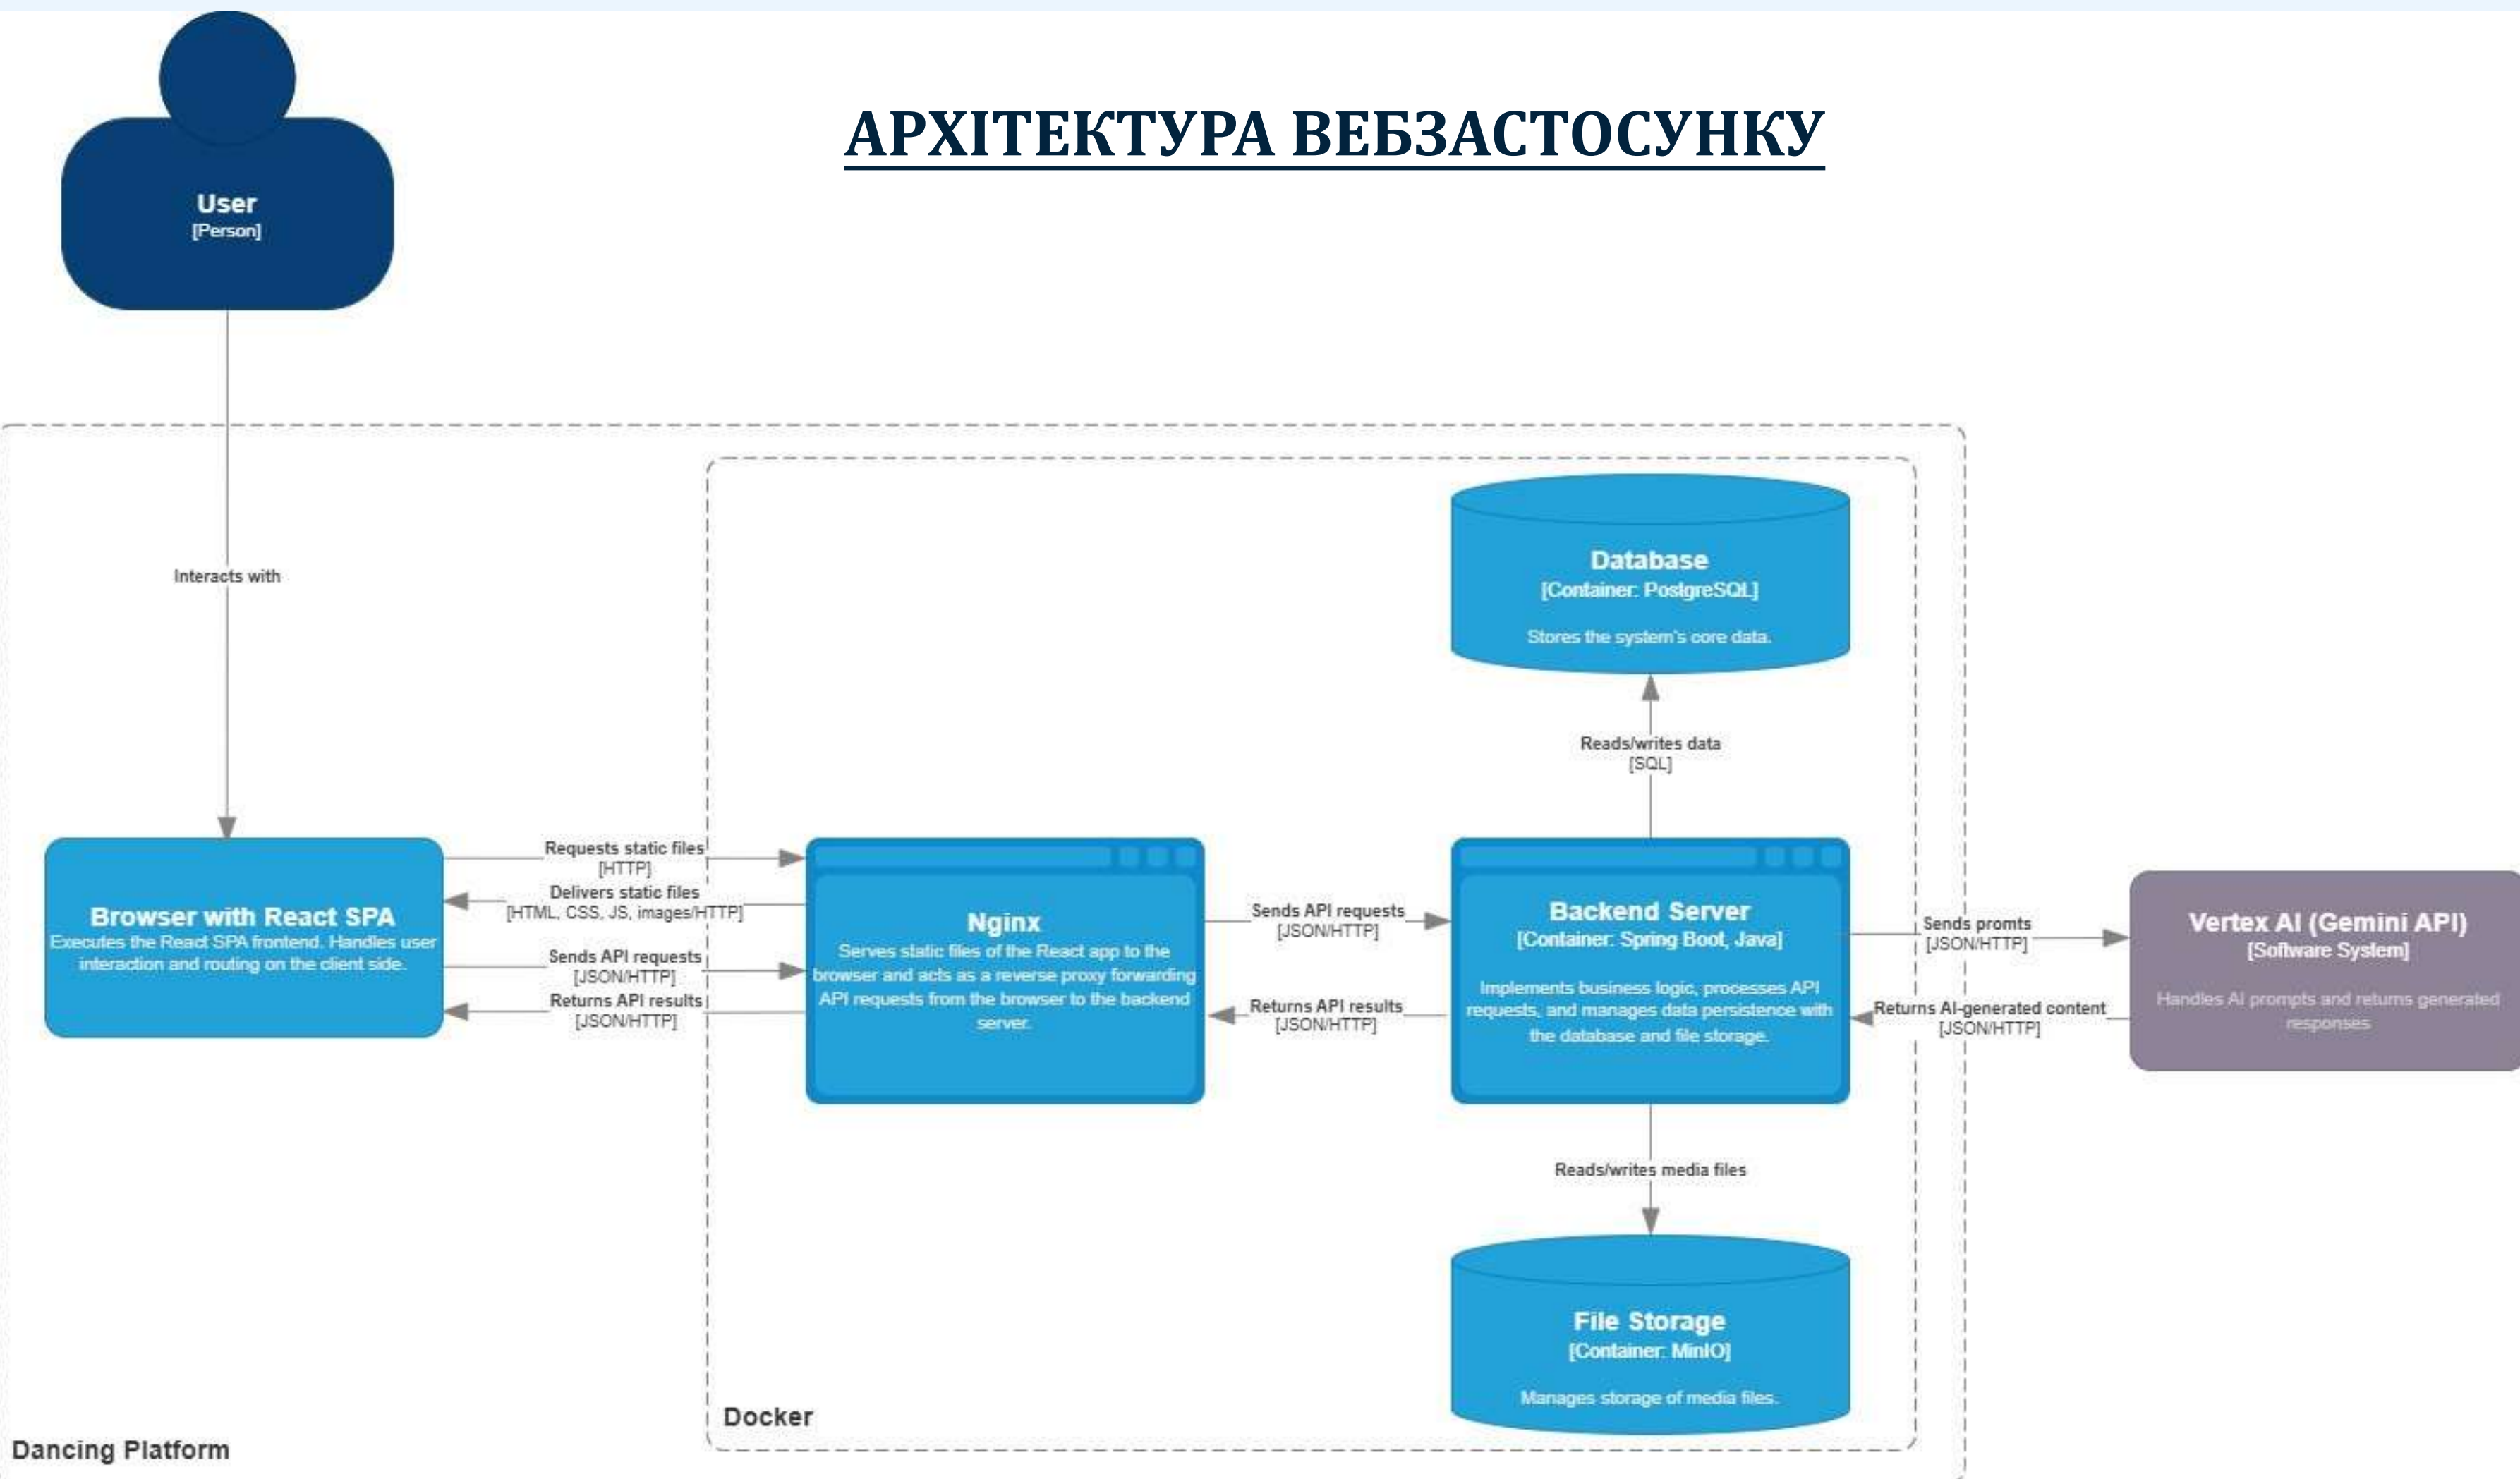 АРХІТЕКТУРА ВЕБЗАСТОСУНКУ
User
[Person]
Interacts with
Database
[Container: PostgreSQL]
Stores the system's core data.
Reads/writes data
[SQL]
Browser with React SPA
Executes the React SPA frontend. Handles user
interaction and routing on the client side.
Requests static files
[HTTP]
Delivers static files
[HTML, CSS, JS, images/HTTP]
Sends API requests
[JSON/HTTP]
Returns API results
[JSON/HTTP]
Nginx
Serves static files of the React app to the
browser and acts as a reverse proxy forwarding
API requests from the browser to the backend
server.
Sends API requests
[JSON/HTTP]
Returns API results
[JSON/HTTP]
Backend Server
[Container: Spring Boot, Java]
Implements business logic, processes API
requests, and manages data persistence with
the database and file storage.
Sends promts
[JSON/HTTP]
Returns AI-generated content
[JSON/HTTP]
Vertex AI (Gemini API)
[Software System]
Handles AI prompts and returns generated
responses
Reads/writes media files
File Storage
[Container: MinIO]
Manages storage of media files.
Docker
Dancing Platform